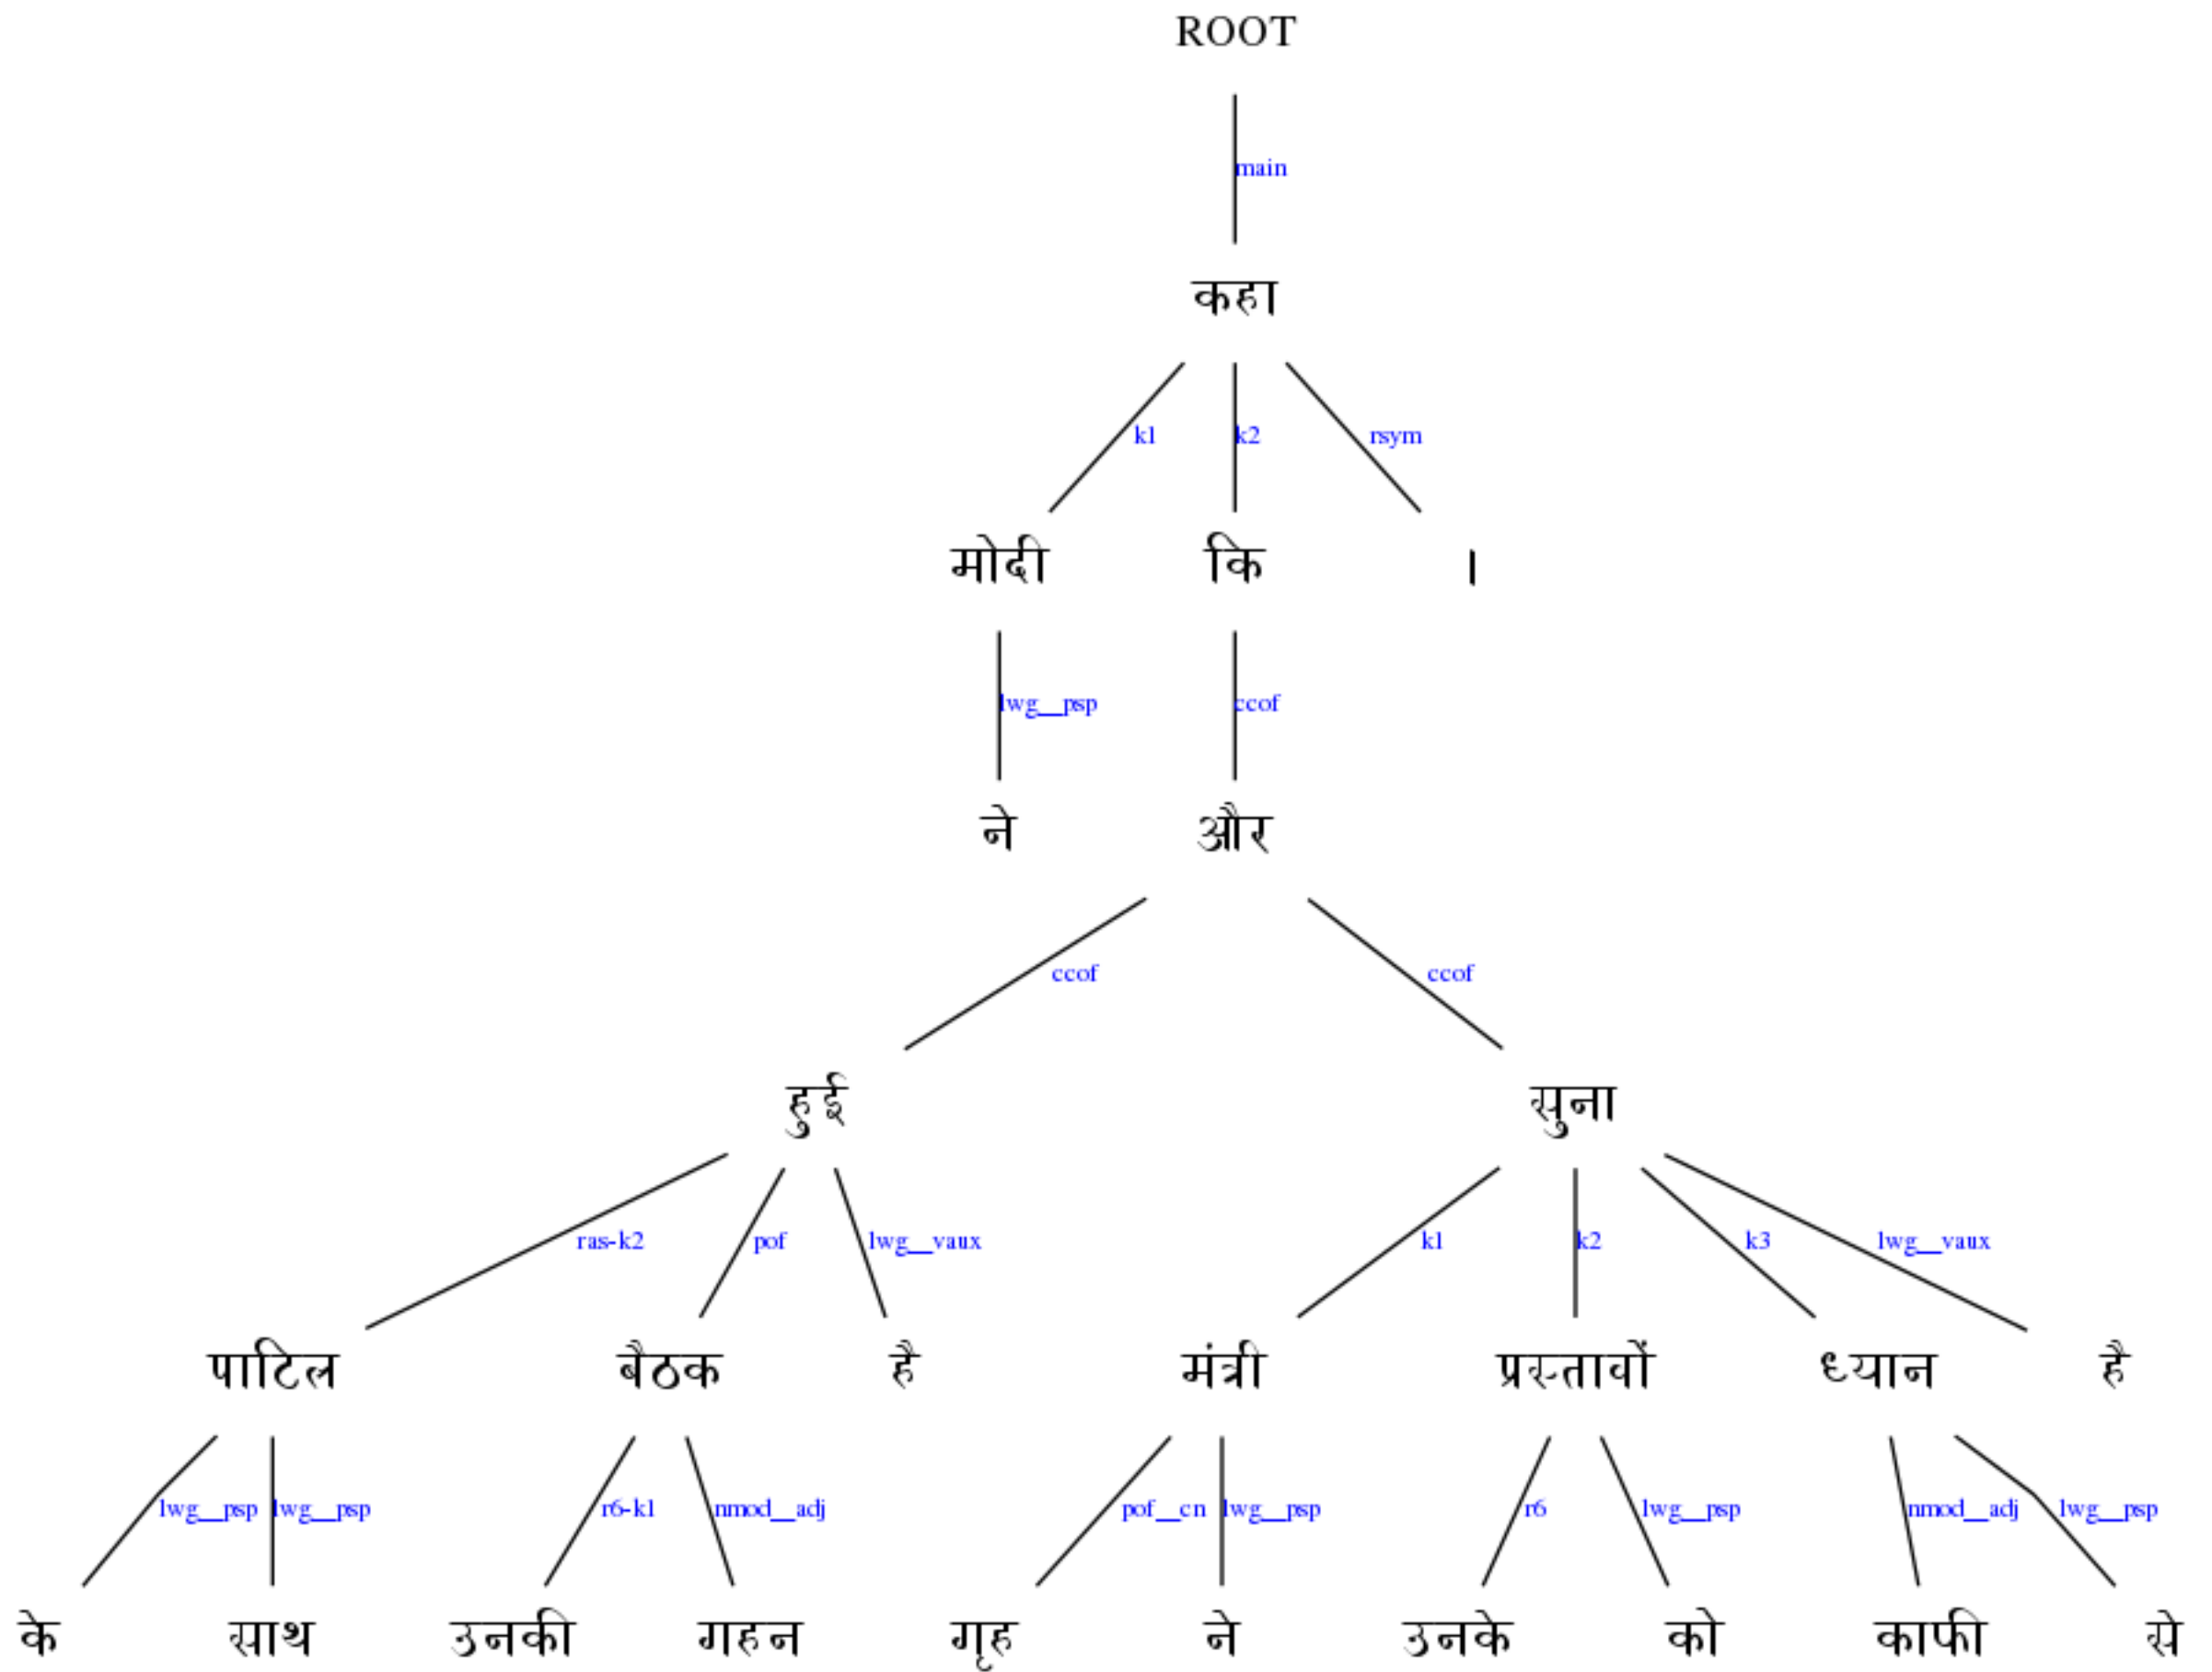 ROOT
main
कहा
k1 k2 rsym
मोदी कि ।
lwg__psp ccof
ने और
ccof ccof
हुई सुना
ras-k2 pof lwg__vaux k1 k2 k3 lwg__vaux
पाटिल बैठक है मंत्री प्रस्तावों ध्यान है
lwg__psp lwg__psp r6-k1 nmod__adj pof__cn lwg__psp r6 lwg__psp nmod__adj lwg__psp
के साथ उनकी गहन गृह ने उनके को काफी से